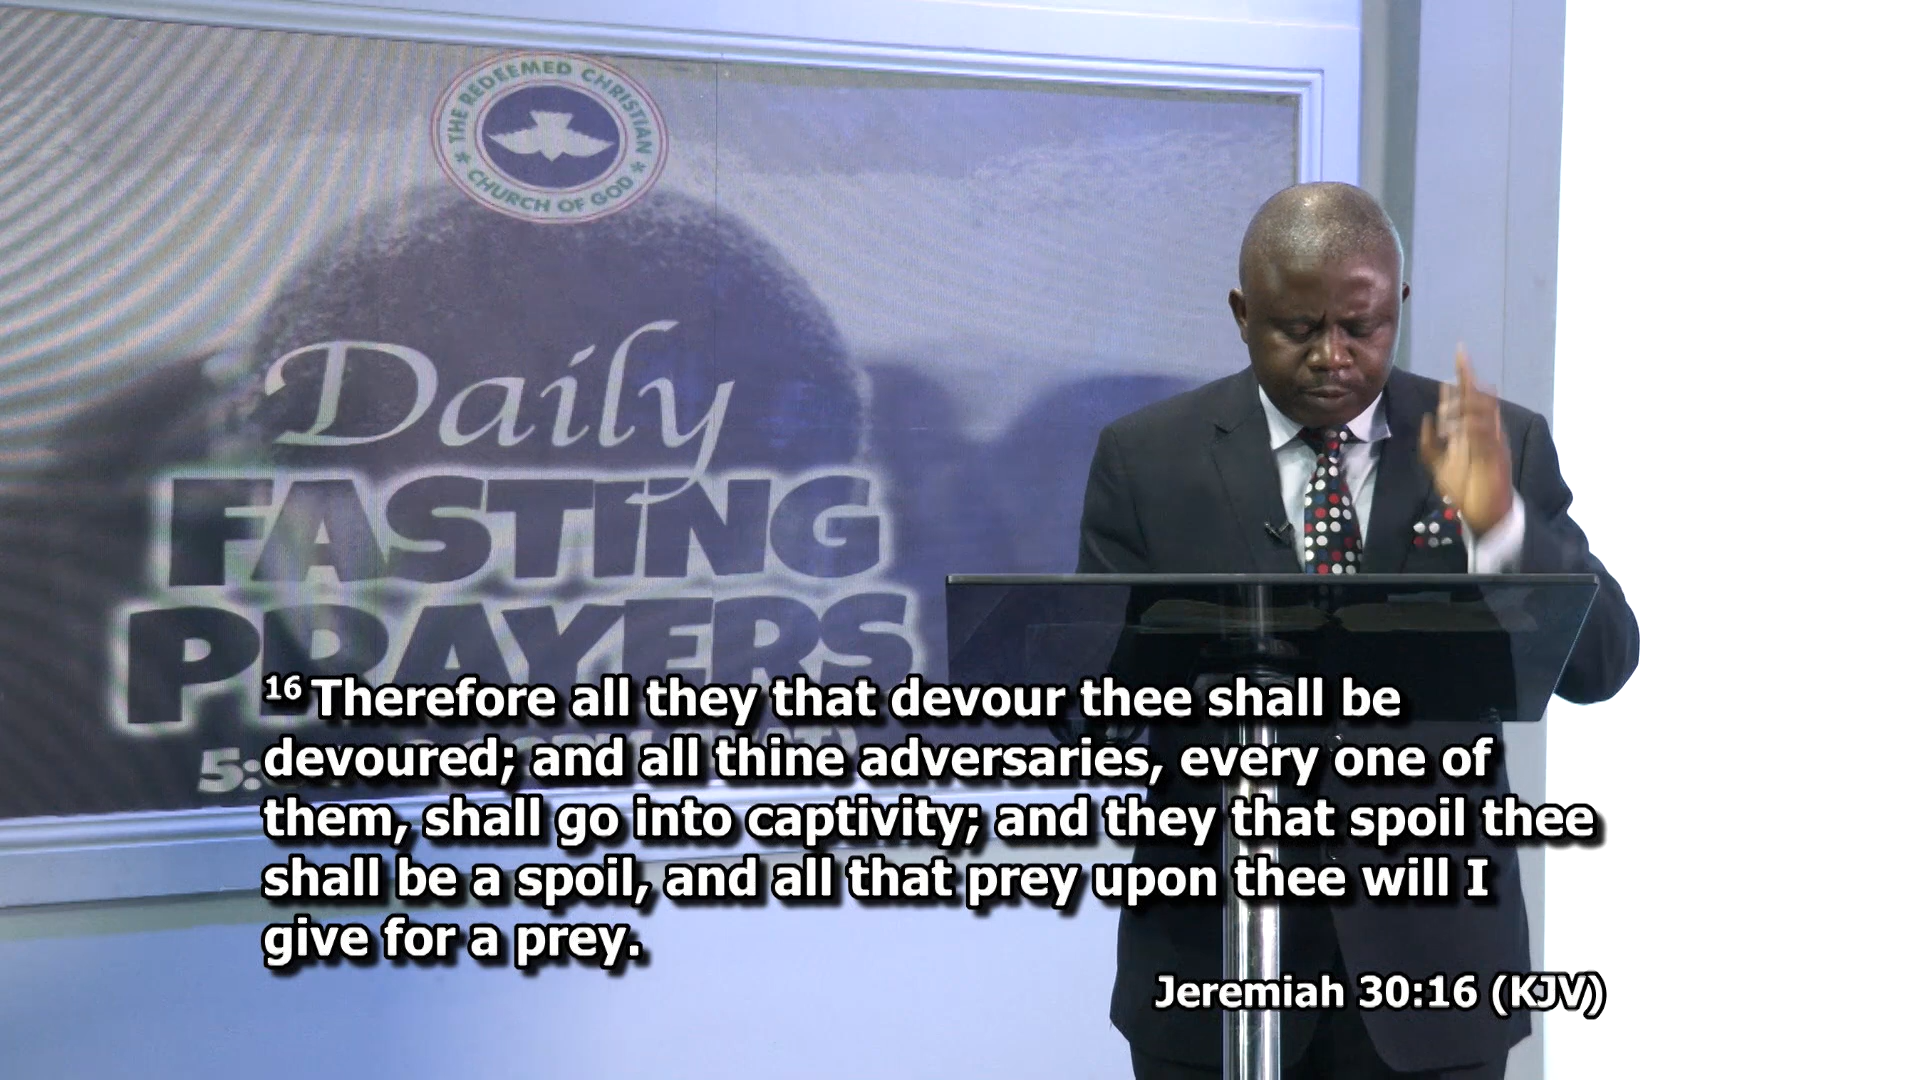 THE REDEEMED CHRISTIAN
CHURCH OF GOD
Daily
FASTING
PRAYERS
5:
16 Therefore all they that devour thee shall be
devoured; and all thine adversaries, every one of
them, shall go into captivity; and they that spoil thee
shall be a spoil, and all that prey upon thee will I
give for a prey.
Jeremiah 30:16 (KJV)